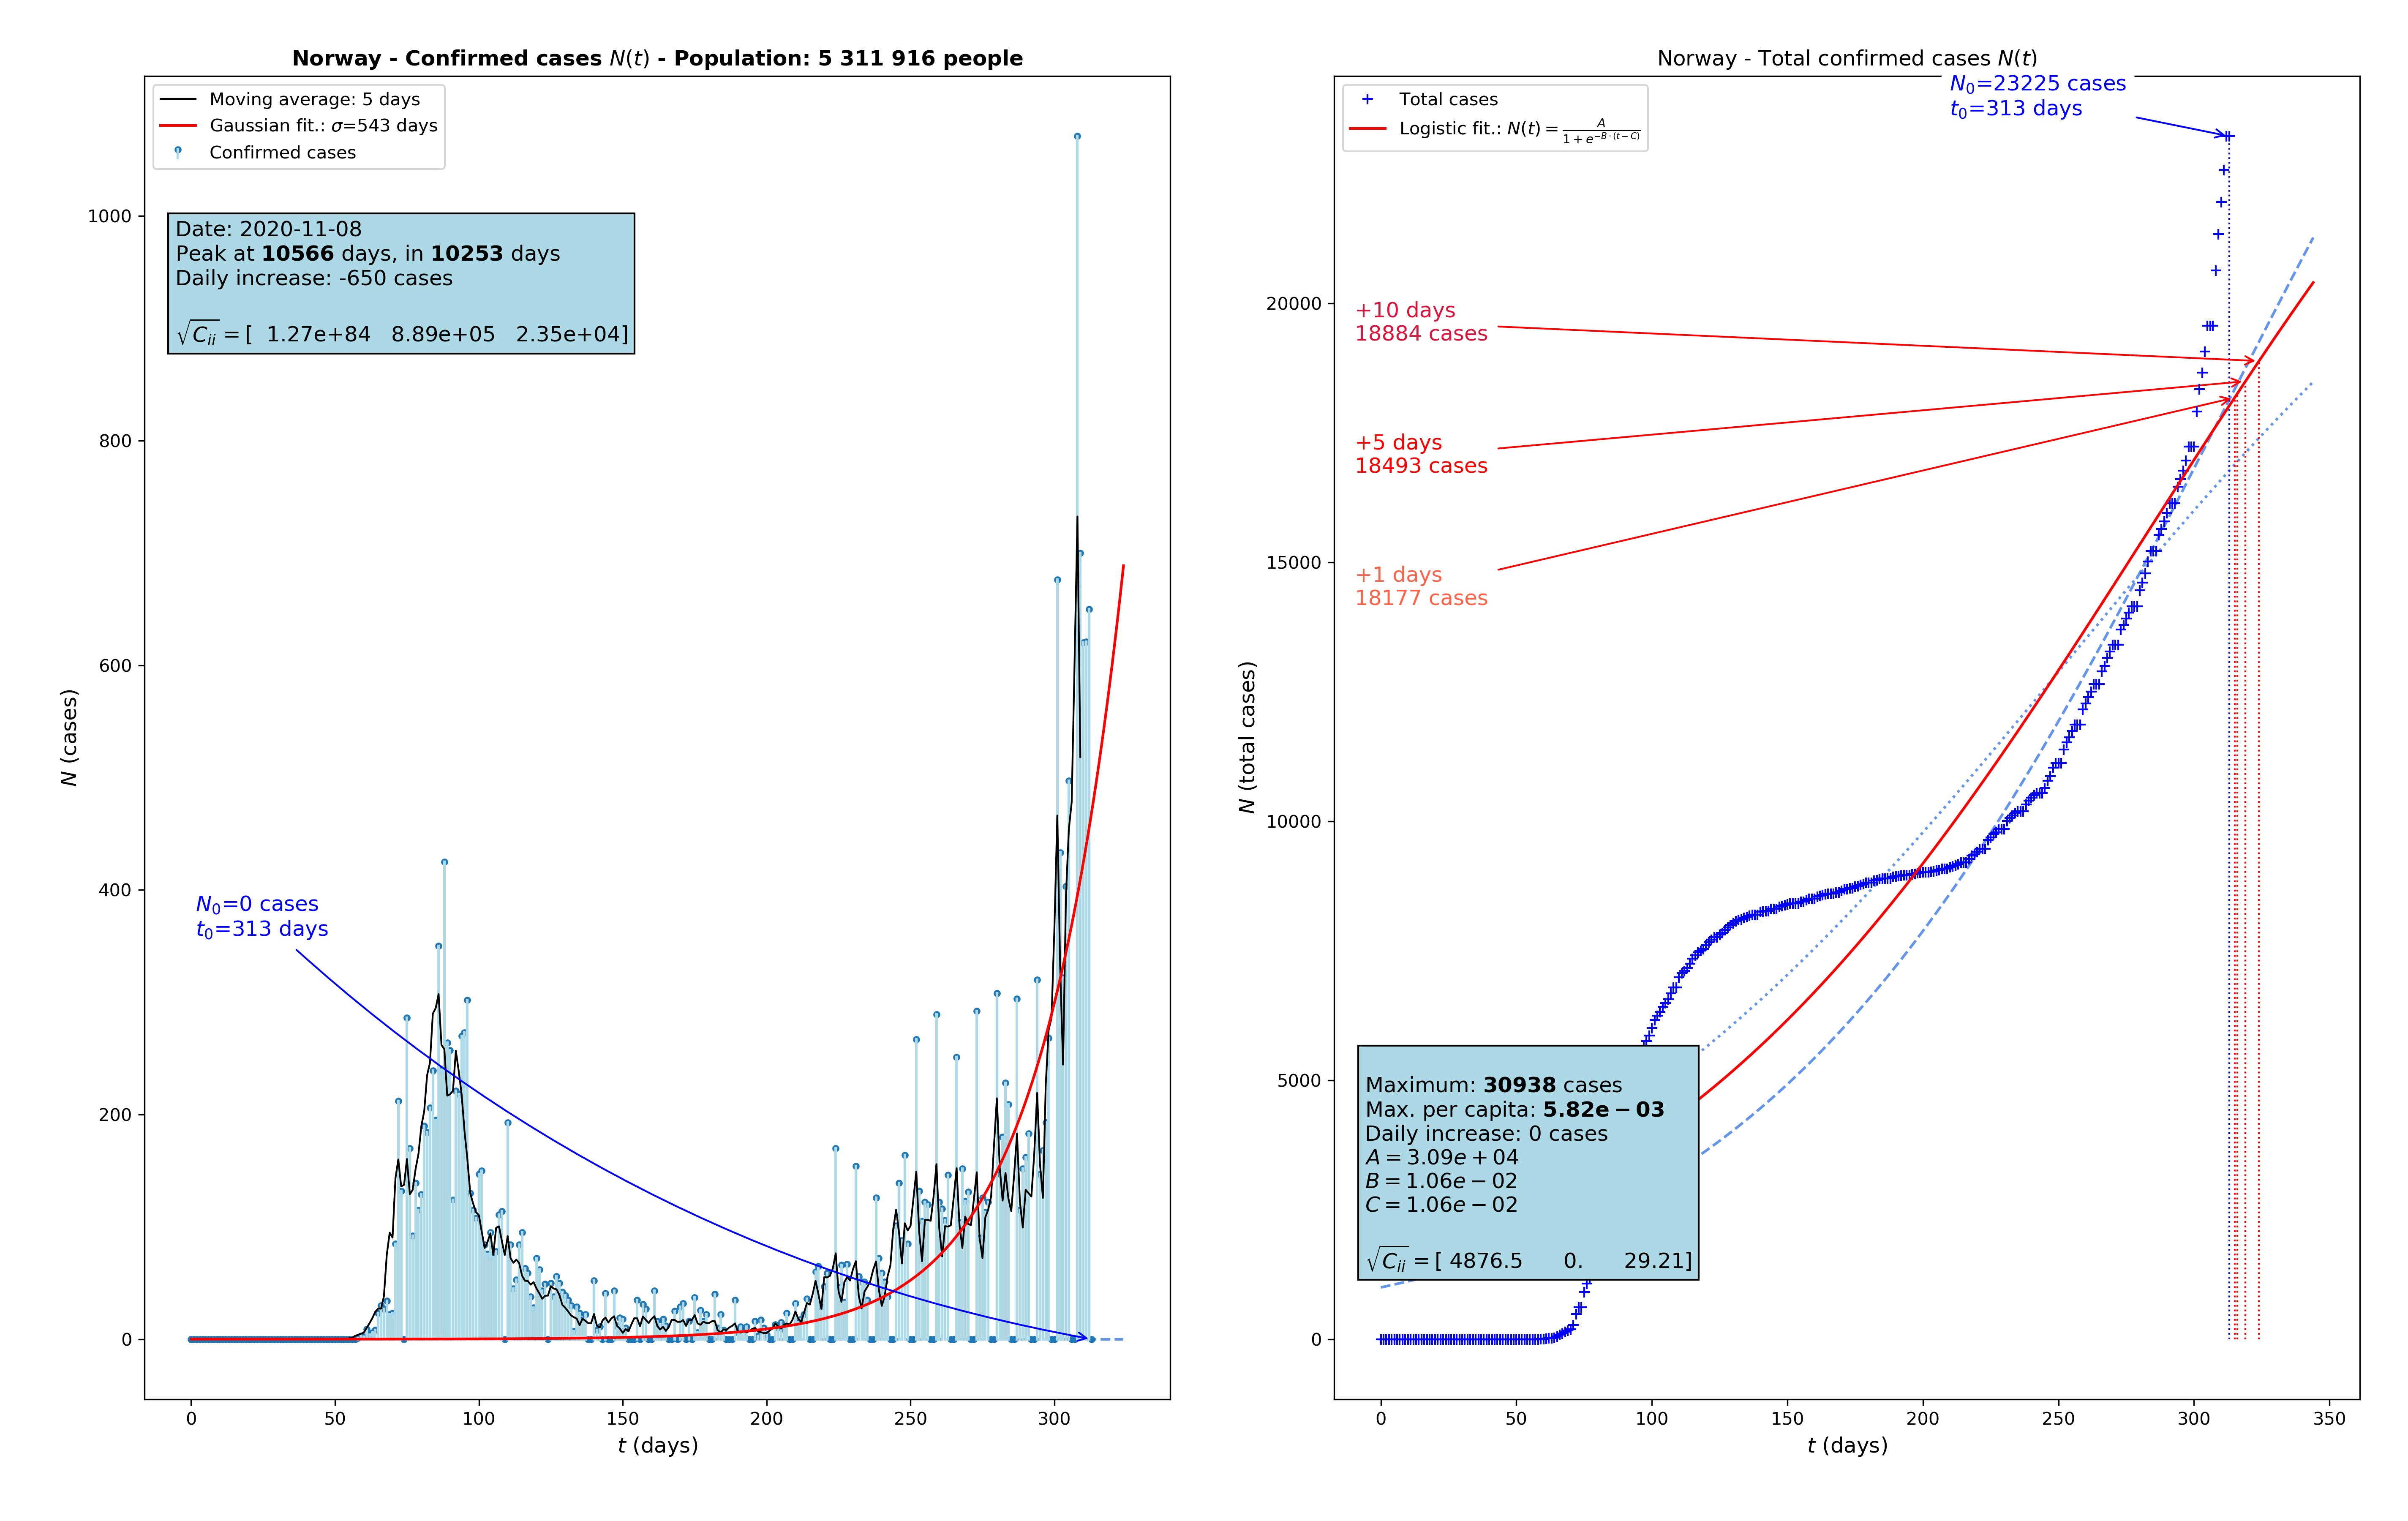 Norway - Confirmed cases N(t) - Population: 5 311 916 people
Moving average: 5 days
Gaussian fit.: σ=543 days
Confirmed cases
Date: 2020-11-08
Peak at 10566 days, in 10253 days
Daily increase: -650 cases
√C_ii = [ 1.27e+84 8.89e+05 2.35e+04]
N₀=0 cases
t₀=313 days
1000
800
600
400
200
0
N (cases)
0 50 100 150 200 250 300
t (days)
Norway - Total confirmed cases N(t)
Total cases
Logistic fit.: N(t) = A / (1 + e^(−B·(t−C)))
N₀=23225 cases
t₀=313 days
+10 days
18884 cases
+5 days
18493 cases
+1 days
18177 cases
Maximum: 30938 cases
Max. per capita: 5.82e − 03
Daily increase: 0 cases
A = 3.09e + 04
B = 1.06e − 02
C = 1.06e − 02
√C_ii = [ 4876.5 0. 29.21]
20000
15000
10000
5000
0
N (total cases)
0 50 100 150 200 250 300 350
t (days)